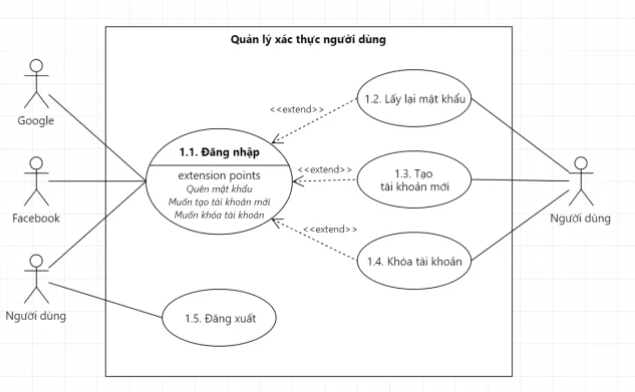 Quản lý xác thực người dùng
Google
Facebook
Người dùng
1.1. Đăng nhập
extension points
Quên mật khẩu
Muốn tạo tài khoản mới
Muốn khóa tài khoản
<<extend>>
<<extend>>
<<extend>>
1.2. Lấy lại mật khẩu
1.3. Tạo
tài khoản mới
1.4. Khóa tài khoản
1.5. Đăng xuất
Người dùng